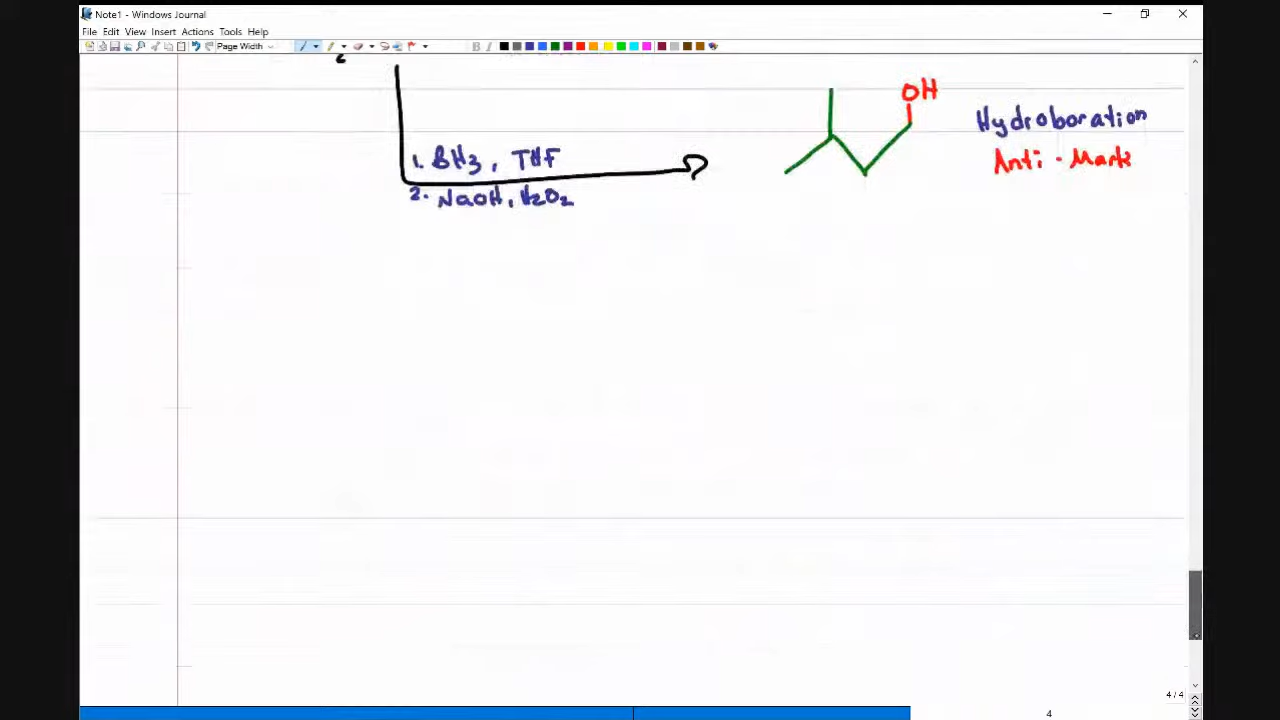 Note1 - Windows Journal
File Edit View Insert Actions Tools Help
Page Width
B I
2
OH
Hydroboration
Anti - Mark
1. BH3, THF
2. NaOH, H2O2
4 / 4
4